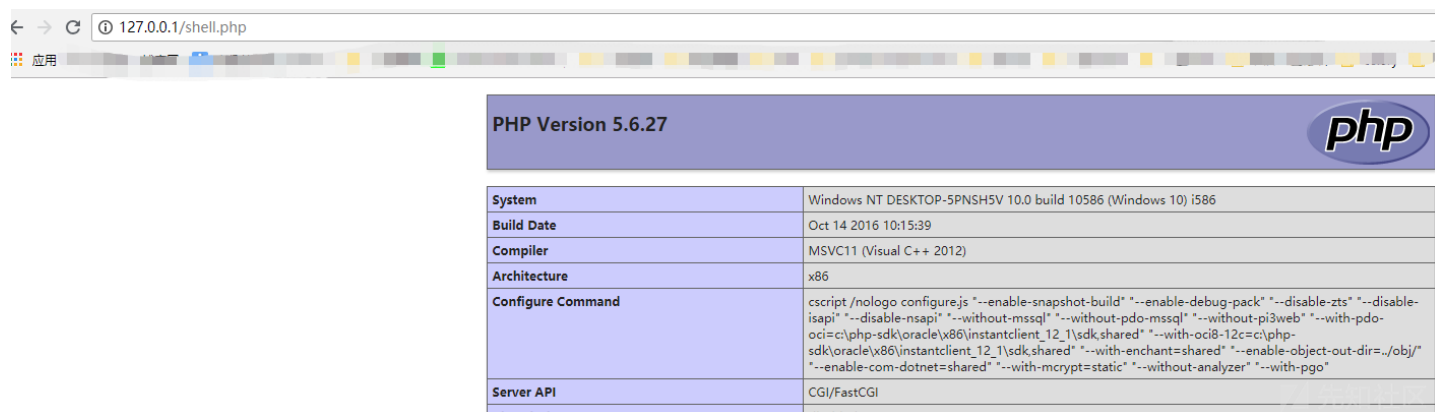 127.0.0.1/shell.php
应用
PHP Version 5.6.27
php
System Windows NT DESKTOP-5PNSH5V 10.0 build 10586 (Windows 10) i586
Build Date Oct 14 2016 10:15:39
Compiler MSVC11 (Visual C++ 2012)
Architecture x86
Configure Command cscript /nologo configure.js "--enable-snapshot-build" "--enable-debug-pack" "--disable-zts" "--disable-
isapi" "--disable-nsapi" "--without-mssql" "--without-pdo-mssql" "--without-pi3web" "--with-pdo-
oci=c:\php-sdk\oracle\x86\instantclient_12_1\sdk,shared" "--with-oci8-12c=c:\php-
sdk\oracle\x86\instantclient_12_1\sdk,shared" "--with-enchant=shared" "--enable-object-out-dir=../obj/"
"--enable-com-dotnet=shared" "--with-mcrypt=static" "--without-analyzer" "--with-pgo"
Server API CGI/FastCGI
先知社区